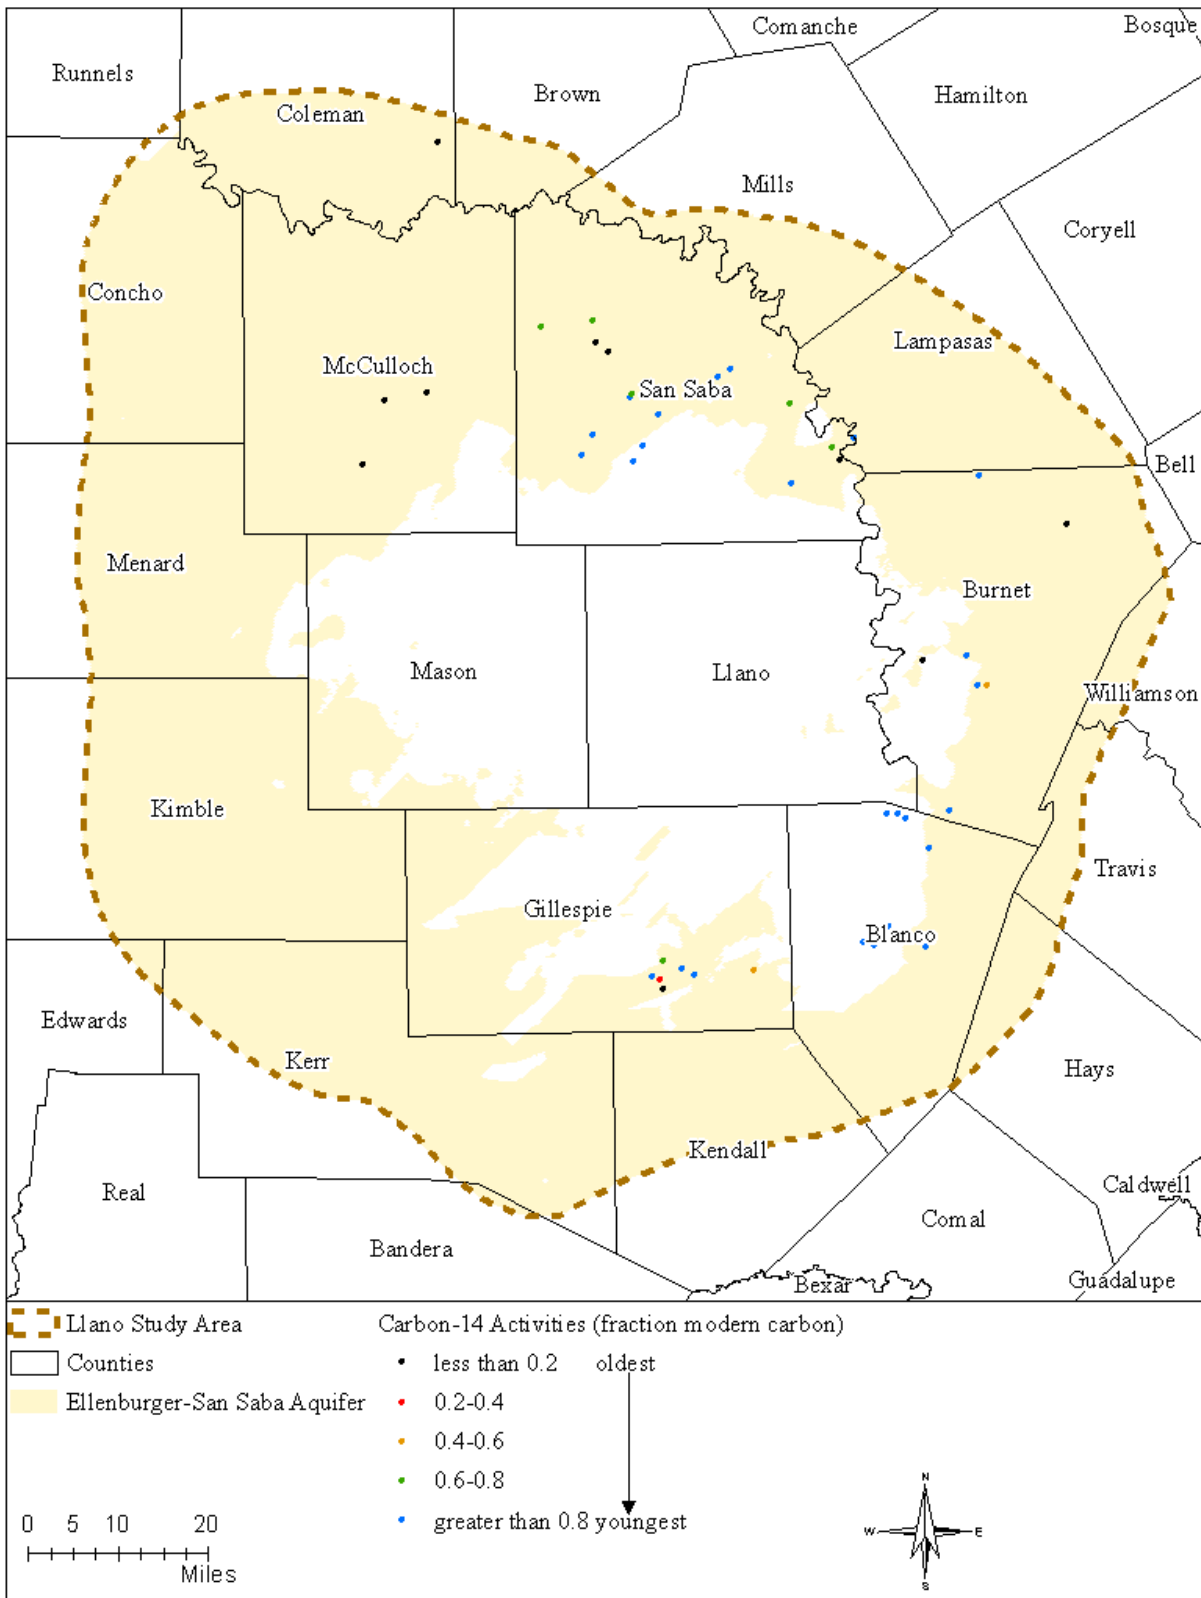 Comanche
Bosque
Runnels
Brown
Hamilton
Coleman
Mills
Coryell
Concho
Lampasas
McCulloch
San Saba
Bell
Menard
Burnet
Mason
Llano
Williamson
Kimble
Travis
Gillespie
Blanco
Edwards
Kerr
Hays
Kendall
Real
Caldwell
Comal
Bandera
Bexar
Guadalupe
Llano Study Area
Counties
Ellenburger-San Saba Aquifer
Carbon-14 Activities (fraction modern carbon)
less than 0.2 oldest
0.2-0.4
0.4-0.6
0.6-0.8
greater than 0.8 youngest
0 5 10 20
Miles
N
W E
S